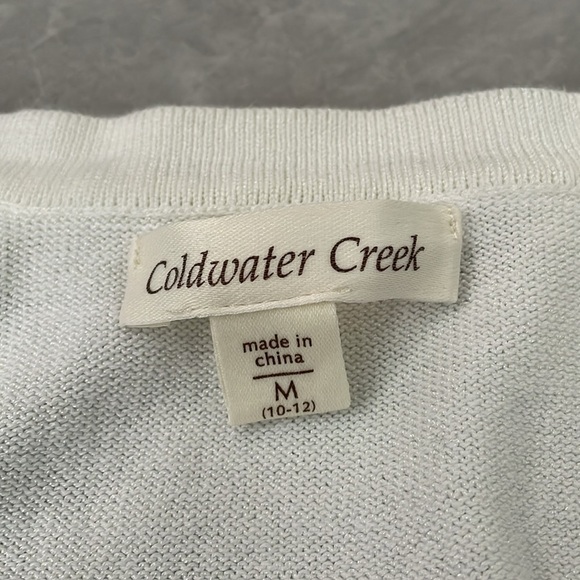 Coldwater Creek
made in
china
M
(10-12)